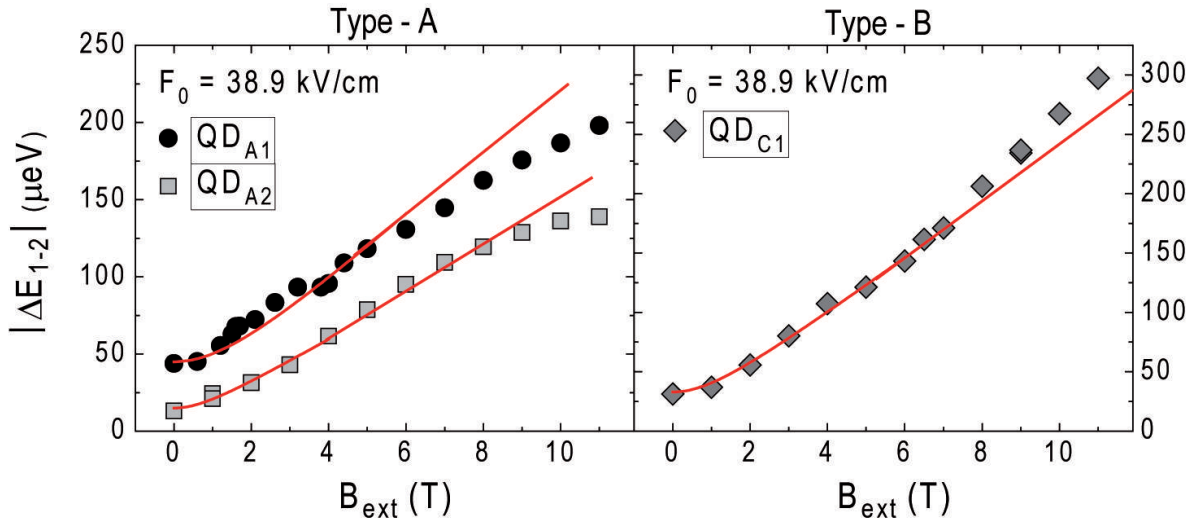 Type - A
Type - B
250
200
150
100
50
0
|ΔE1-2| (μeV)
F0 = 38.9 kV/cm
QDA1
QDA2
F0 = 38.9 kV/cm
QDC1
300
250
200
150
100
50
0
0 2 4 6 8 10
0 2 4 6 8 10
Bext (T)
Bext (T)